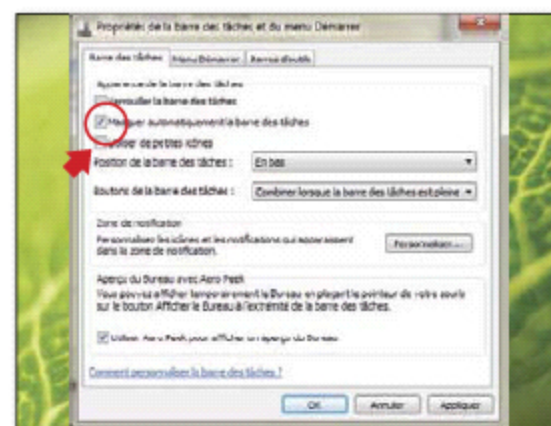 Propriétés de la barre des tâches et du menu Démarrer
Barre des tâches Menu Démarrer Barres d'outils
Apparence de la barre des tâches
Verrouiller la barre des tâches
Masquer automatiquement la barre des tâches
Utiliser de petites icônes
Position de la barre des tâches : En bas
Boutons de la barre des tâches : Combiner lorsque la barre des tâches est pleine
Zone de notification
Personnaliser les icônes et les notifications qui apparaissent
dans la zone de notification.
Personnaliser...
Aperçu du Bureau avec Aero Peek
Vous pouvez afficher temporairement le Bureau en plaçant le pointeur de votre souris
sur le bouton Afficher le Bureau à l'extrémité de la barre des tâches.
Utiliser Aero Peek pour afficher un aperçu du Bureau
Comment personnaliser la barre des tâches ?
OK Annuler Appliquer